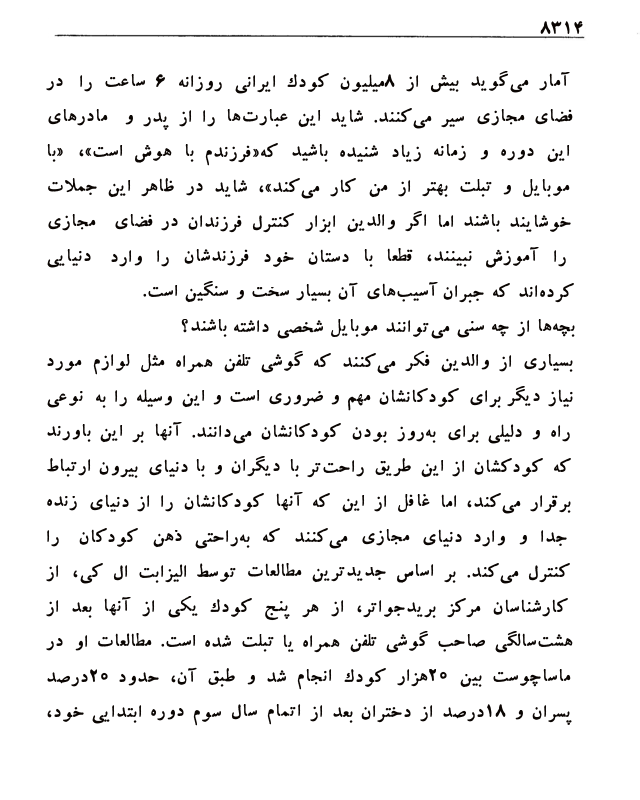 ۸۳۱۴
آمار می‌گوید بیش از ۸میلیون کودك ایرانی روزانه ۶ ساعت را در
فضای مجازی سیر می‌کنند. شاید این عبارت‌ها را از پدر و مادرهای
این دوره و زمانه زیاد شنیده باشید که«فرزندم با هوش است»، «با
موبایل و تبلت بهتر از من کار می‌کند»، شاید در ظاهر این جملات
خوشایند باشند اما اگر والدین ابزار کنترل فرزندان در فضای مجازی
را آموزش نبینند، قطعا با دستان خود فرزندشان را وارد دنیایی
کرده‌اند که جبران آسیب‌های آن بسیار سخت و سنگین است.
بچه‌ها از چه سنی می‌توانند موبایل شخصی داشته باشند؟
بسیاری از والدین فکر می‌کنند که گوشی تلفن همراه مثل لوازم مورد
نیاز دیگر برای کودکانشان مهم و ضروری است و این وسیله را به نوعی
راه و دلیلی برای به‌روز بودن کودکانشان می‌دانند. آنها بر این باورند
که کودکشان از این طریق راحت‌تر با دیگران و با دنیای بیرون ارتباط
برقرار می‌کند، اما غافل از این که آنها کودکانشان را از دنیای زنده
جدا و وارد دنیای مجازی می‌کنند که به‌راحتی ذهن کودکان را
کنترل می‌کند. بر اساس جدیدترین مطالعات توسط الیزابت ال کی، از
کارشناسان مرکز بریدجواتر، از هر پنج کودك یکی از آنها بعد از
هشت‌سالگی صاحب گوشی تلفن همراه یا تبلت شده است. مطالعات او در
ماساچوست بین ۲۰هزار کودك انجام شد و طبق آن، حدود ۲۰درصد
پسران و ۱۸درصد از دختران بعد از اتمام سال سوم دوره ابتدایی خود،